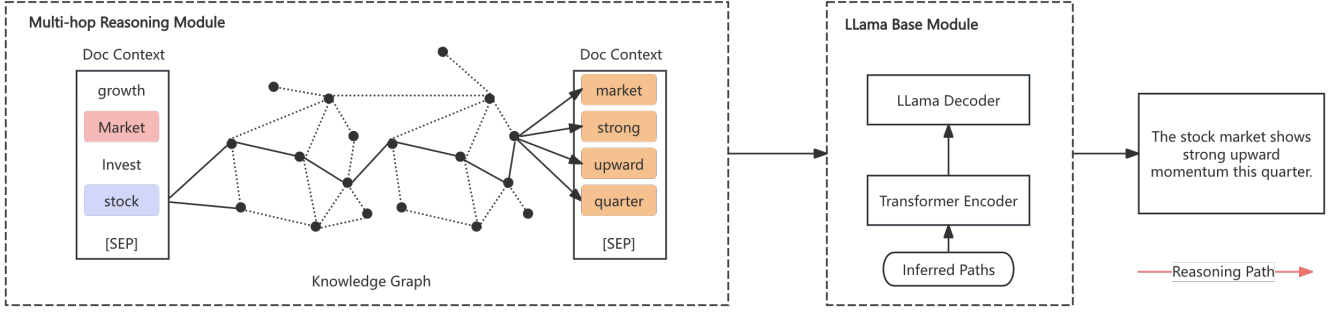 Multi-hop Reasoning Module
Doc Context
growth
Market
Invest
stock
[SEP]
Knowledge Graph
Doc Context
market
strong
upward
quarter
[SEP]
LLama Base Module
LLama Decoder
Transformer Encoder
Inferred Paths
The stock market shows
strong upward
momentum this quarter.
Reasoning Path